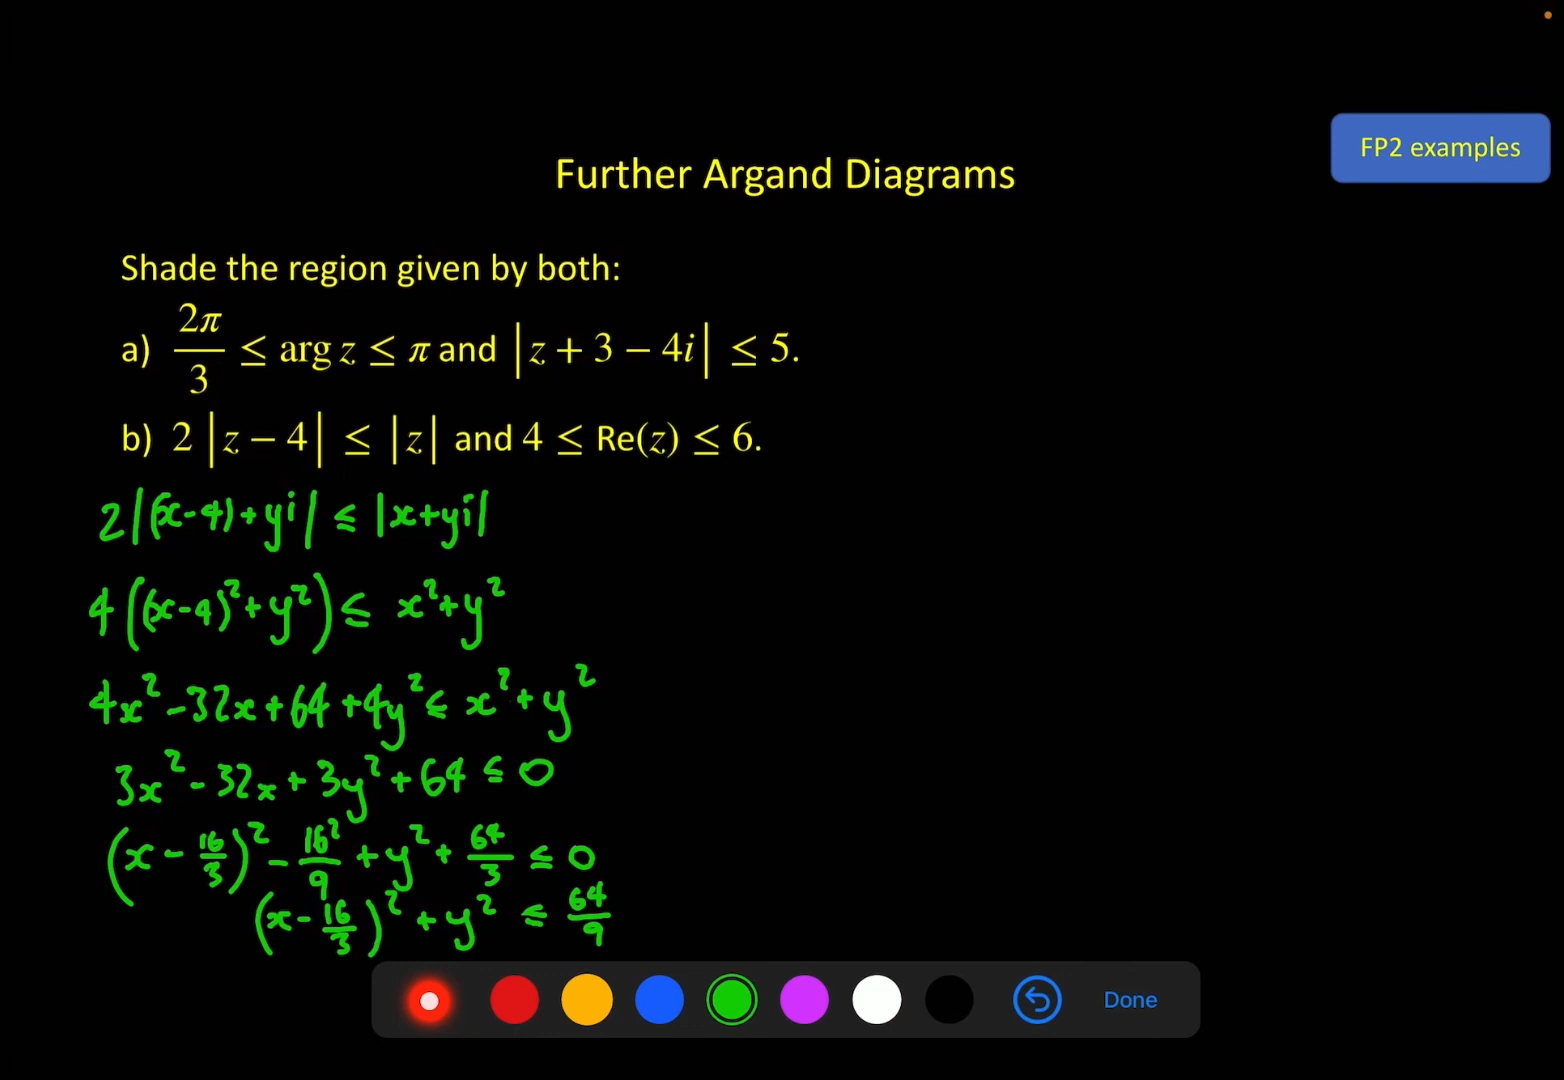 FP2 examples
Further Argand Diagrams
Shade the region given by both:
a) 2π/3 ≤ arg z ≤ π and |z + 3 − 4i| ≤ 5.
b) 2|z − 4| ≤ |z| and 4 ≤ Re(z) ≤ 6.
2|(x-4)+yi| ≤ |x+yi|
4((x-4)²+y²) ≤ x²+y²
4x²-32x+64+4y² ≤ x²+y²
3x²-32x+3y²+64 ≤ 0
(x-16/3)²-16²/9+y²+64/3 ≤ 0
(x-16/3)²+y² ≤ 64/9
Done